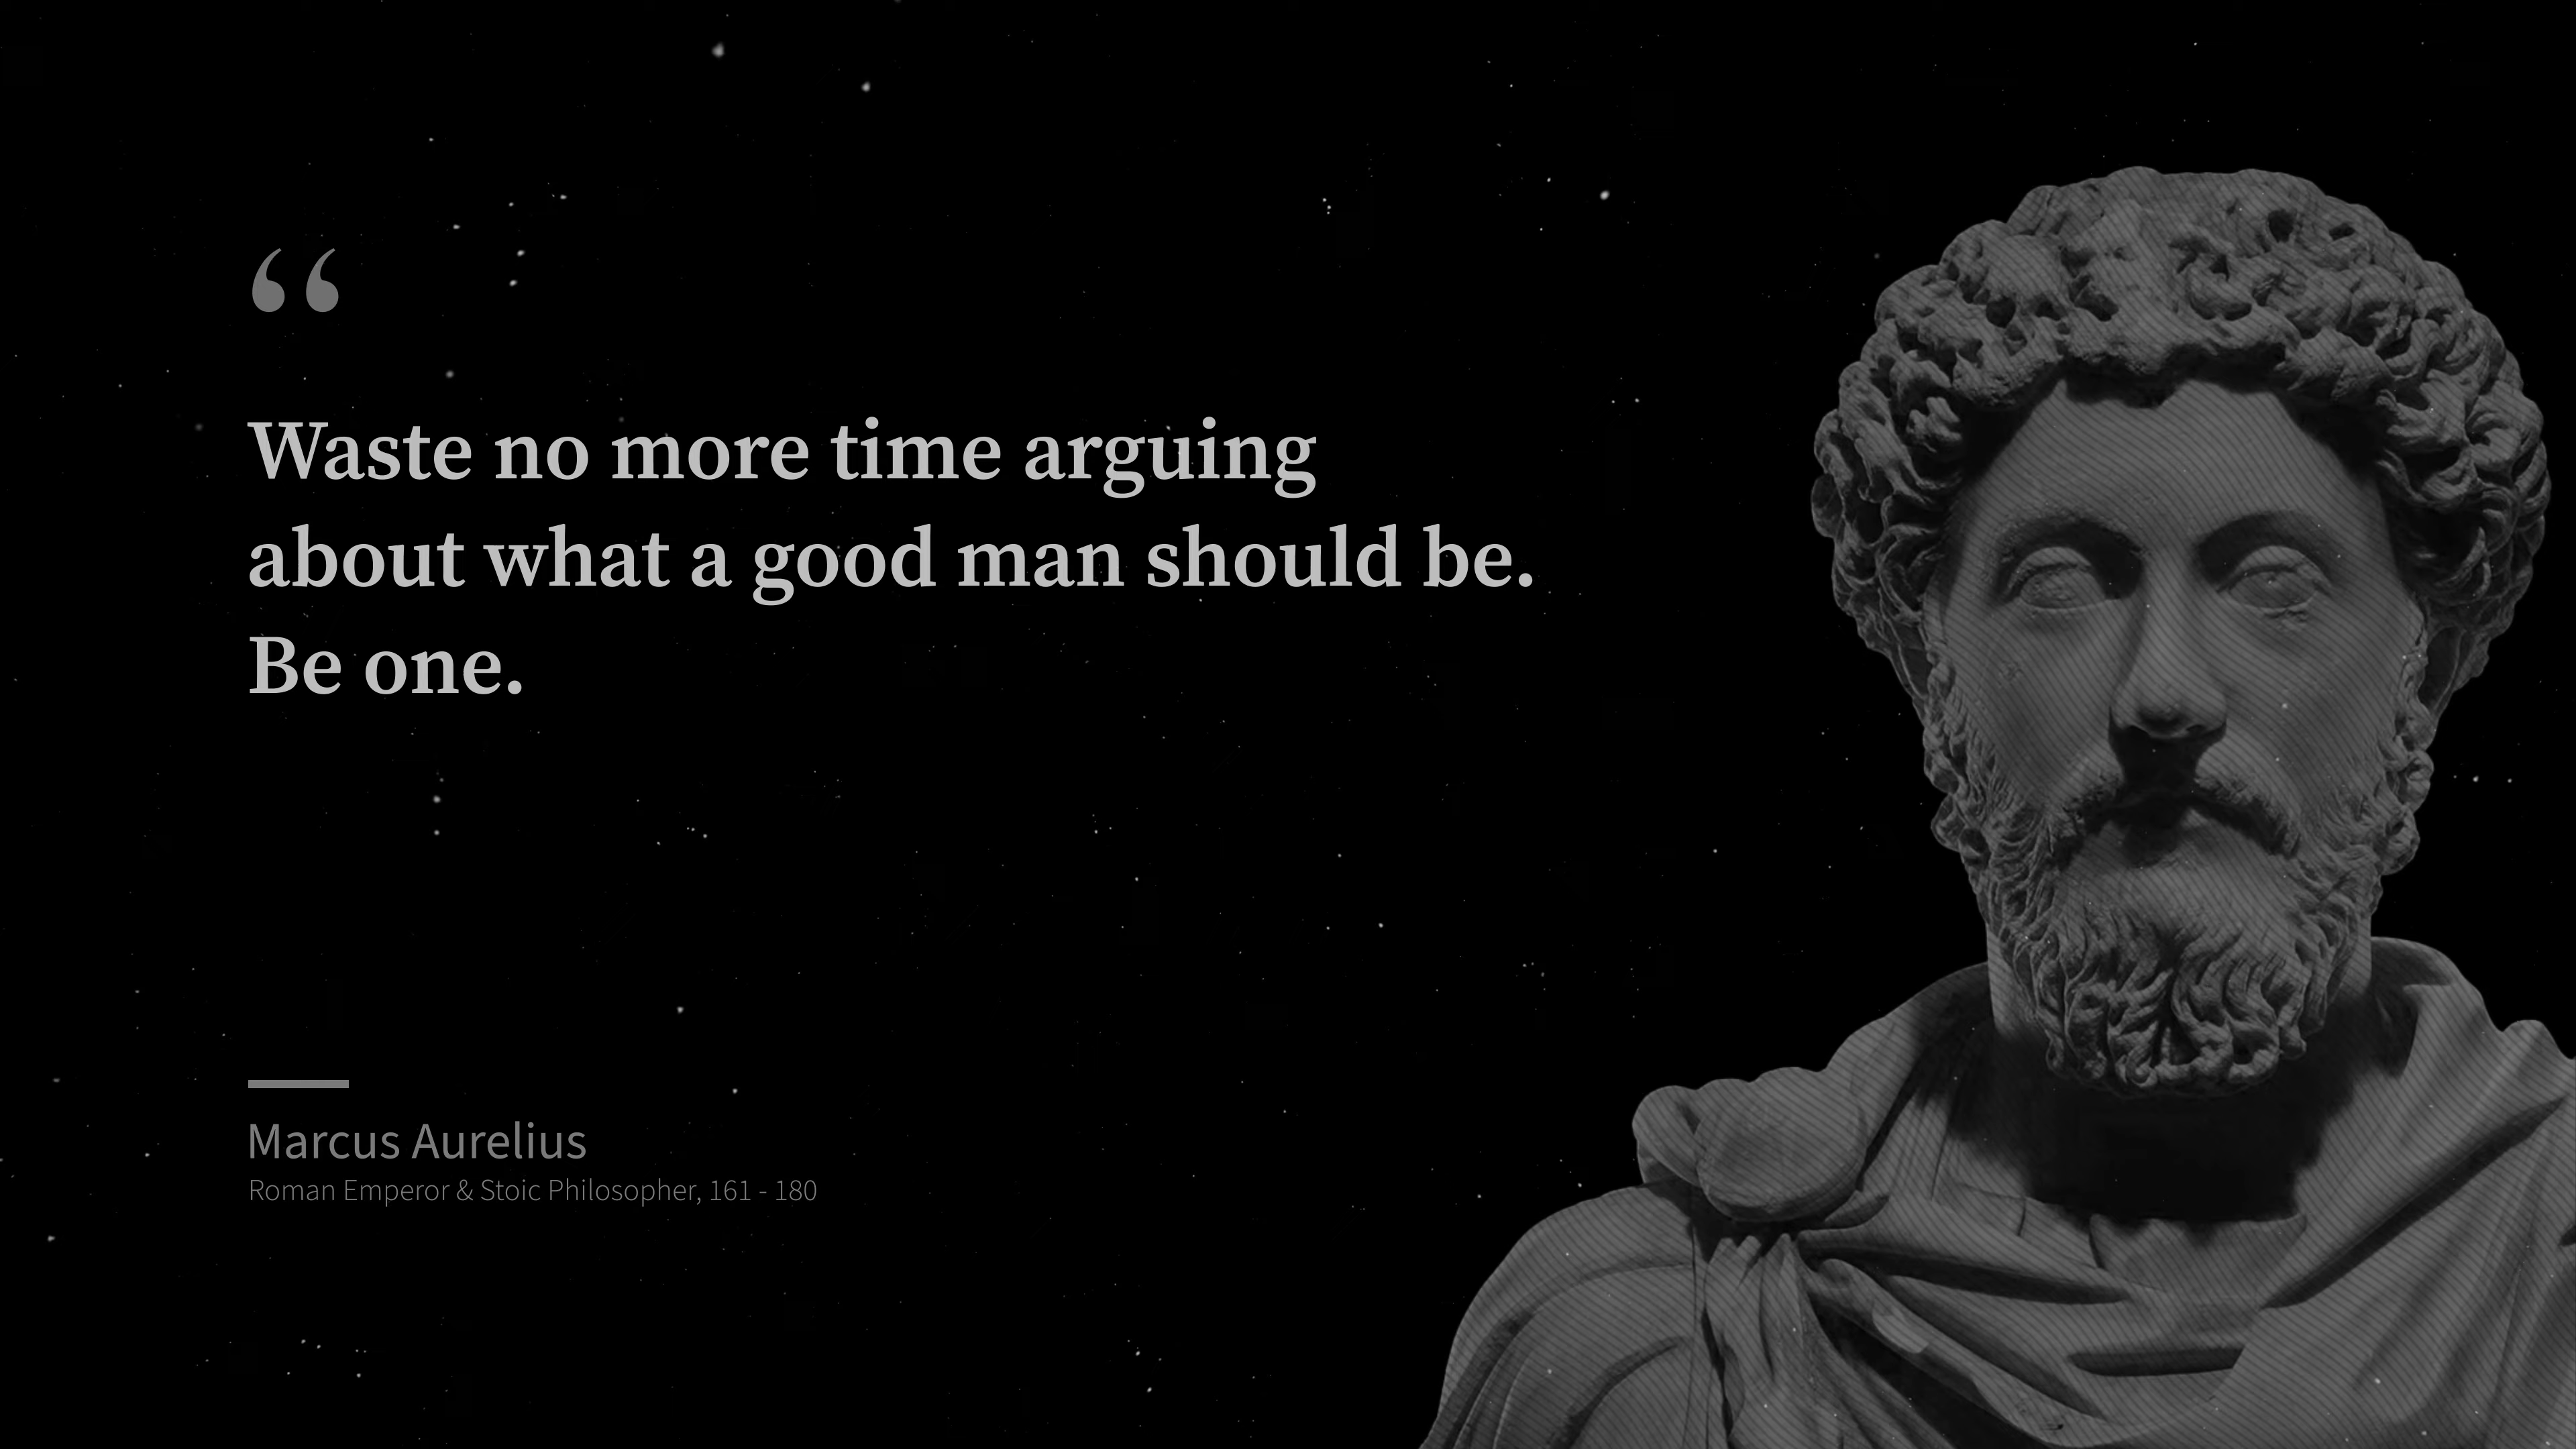 “
Waste no more time arguing
about what a good man should be.
Be one.
Marcus Aurelius
Roman Emperor & Stoic Philosopher, 161 - 180